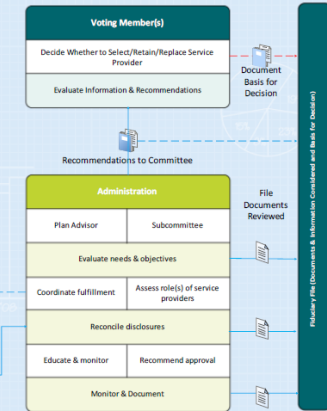 Voting Member(s)
Decide Whether to Select/Retain/Replace Service
Provider
Evaluate Information & Recommendations
Document
Basis for
Decision
Recommendations to Committee
Administration
Plan Advisor
Subcommittee
Evaluate needs & objectives
Coordinate fulfillment
Assess role(s) of service
providers
Reconcile disclosures
Educate & monitor
Recommend approval
Monitor & Document
File
Documents
Reviewed
Fiduciary File (Documents & Information Considered and Basis for Decision)